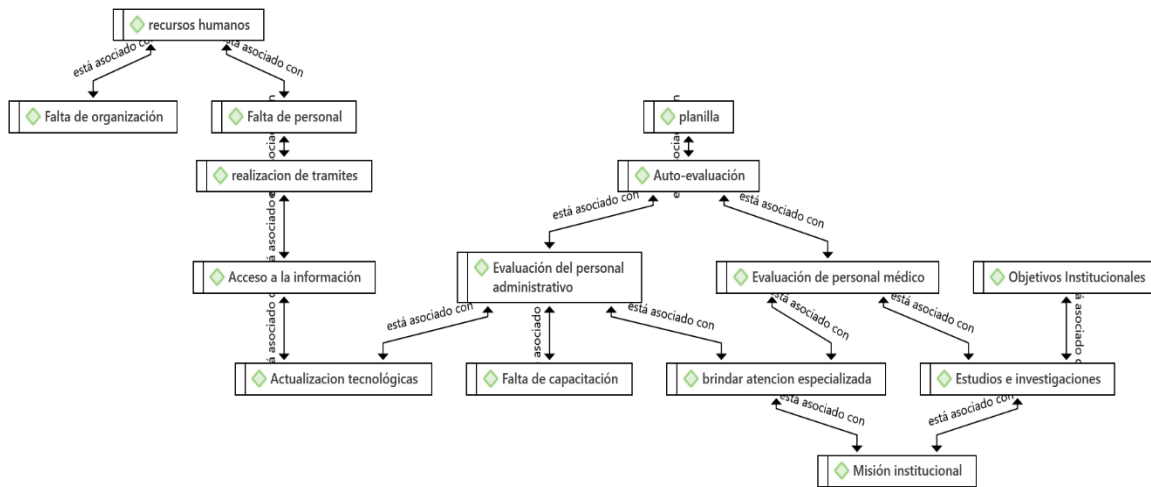 recursos humanos
está asociado con
está asociado con
Falta de organización
Falta de personal
planilla
realizacion de tramites
Auto-evaluación
está asociado con
está asociado con
Acceso a la información
Evaluación del personal
administrativo
Evaluación de personal médico
Objetivos Institucionales
está asociado con
está asociado
está asociado con
está asociado con
está asociado con
Actualizacion tecnológicas
Falta de capacitación
brindar atencion especializada
Estudios e investigaciones
está asociado con
está asociado con
Misión institucional